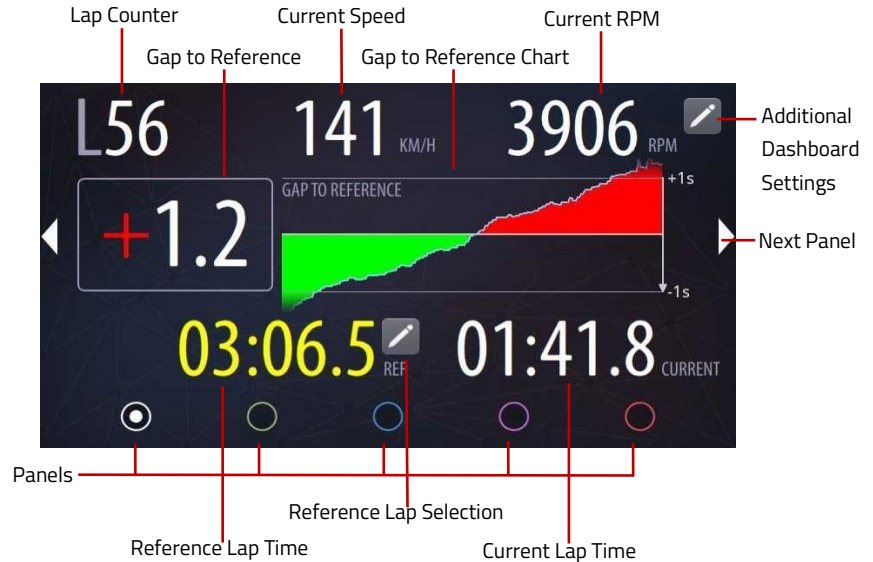 Lap Counter
Current Speed
Current RPM
Gap to Reference
Gap to Reference Chart
L56
141 KM/H
3906 RPM
Additional
Dashboard
Settings
GAP TO REFERENCE
+1s
+1.2
Next Panel
-1s
03:06.5 REF
01:41.8 CURRENT
Panels
Reference Lap Selection
Reference Lap Time
Current Lap Time